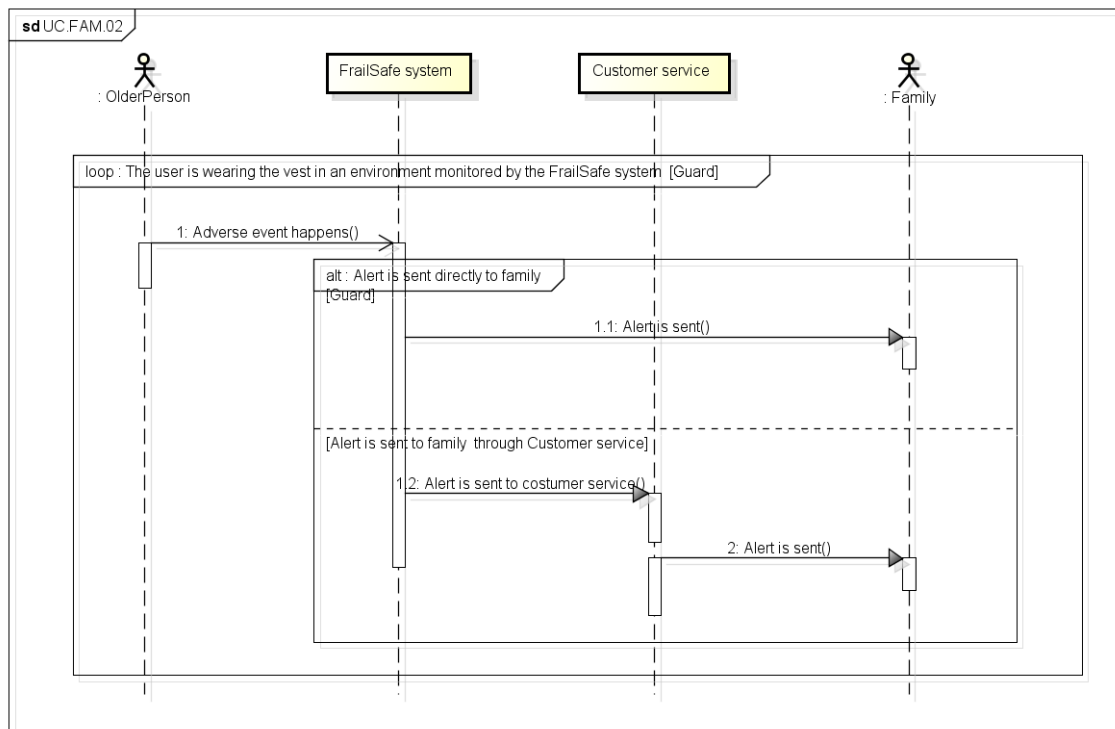 sd UC.FAM.02
: OlderPerson
FrailSafe system
Customer service
: Family
loop : The user is wearing the vest in an environment monitored by the FrailSafe system [Guard]
1: Adverse event happens()
alt : Alert is sent directly to family
[Guard]
1.1: Alert is sent()
[Alert is sent to family through Customer service]
1.2: Alert is sent to costumer service()
2: Alert is sent()